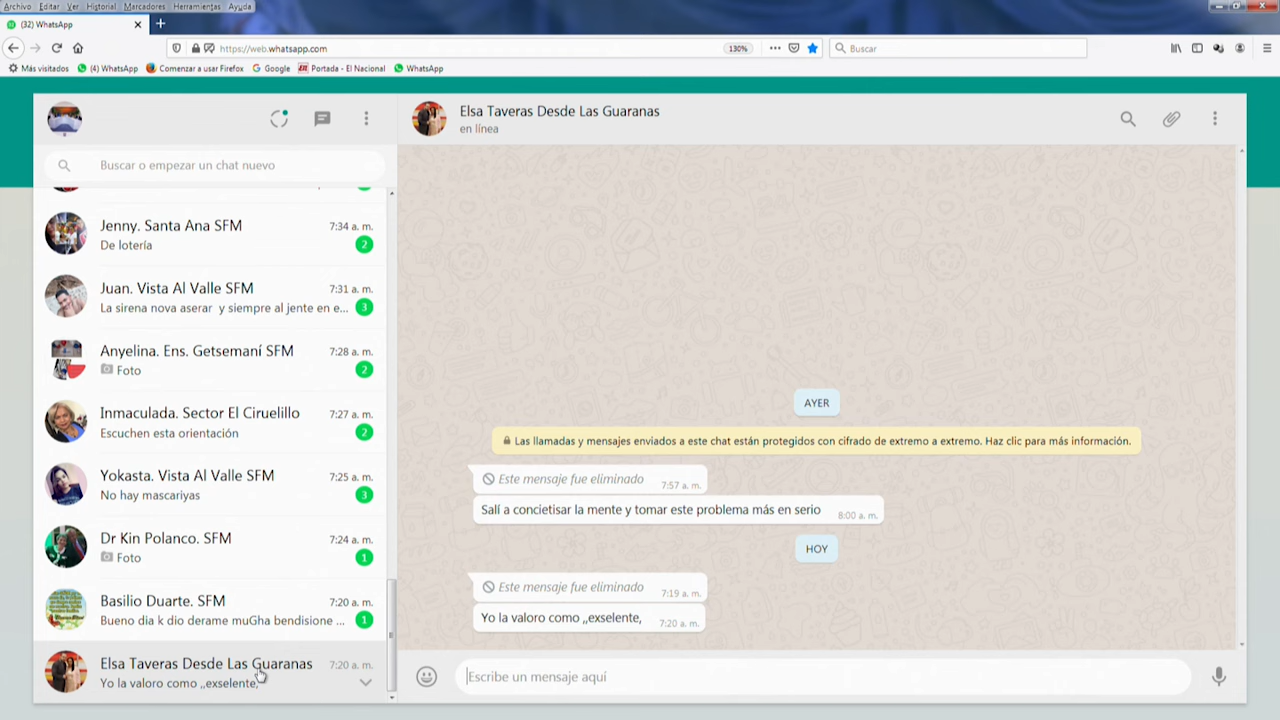 Archivo Editar Ver Historial Marcadores Herramientas Ayuda
(32) WhatsApp
https://web.whatsapp.com
130%
Buscar
Más visitados (4) WhatsApp Comenzar a usar Firefox Google Portada - El Nacional WhatsApp
Buscar o empezar un chat nuevo
Jenny. Santa Ana SFM 7:34 a. m.
De lotería 2
Juan. Vista Al Valle SFM 7:31 a. m.
La sirena nova aserar y siempre al jente en e... 3
Anyelina. Ens. Getsemaní SFM 7:28 a. m.
Foto 2
Inmaculada. Sector El Ciruelillo 7:27 a. m.
Escuchen esta orientación 2
Yokasta. Vista Al Valle SFM 7:25 a. m.
No hay mascariyas 3
Dr Kin Polanco. SFM 7:24 a. m.
Foto 1
Basilio Duarte. SFM 7:20 a. m.
Bueno dia k dio derame muGha bendisione ... 1
Elsa Taveras Desde Las Guaranas 7:20 a. m.
Yo la valoro como ,,exselente,
Elsa Taveras Desde Las Guaranas
en línea
AYER
Las llamadas y mensajes enviados a este chat están protegidos con cifrado de extremo a extremo. Haz clic para más información.
Este mensaje fue eliminado 7:57 a. m.
Salí a concietisar la mente y tomar este problema más en serio 8:00 a. m.
HOY
Este mensaje fue eliminado 7:19 a. m.
Yo la valoro como ,,exselente, 7:20 a. m.
Escribe un mensaje aquí